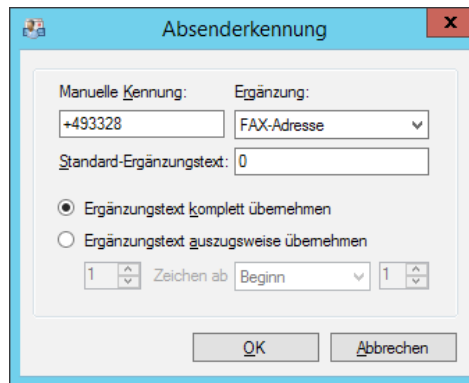 Absenderkennung
Manuelle Kennung: Ergänzung:
+493328 FAX-Adresse
Standard-Ergänzungstext: 0
Ergänzungstext komplett übernehmen
Ergänzungstext auszugsweise übernehmen
1 Zeichen ab Beginn 1
OK Abbrechen